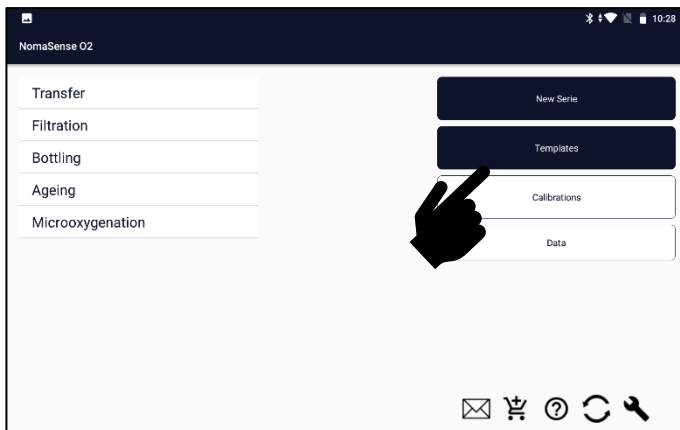 10:28
NomaSense O2
Transfer
Filtration
Bottling
Ageing
Microoxygenation
New Serie
Templates
Calibrations
Data